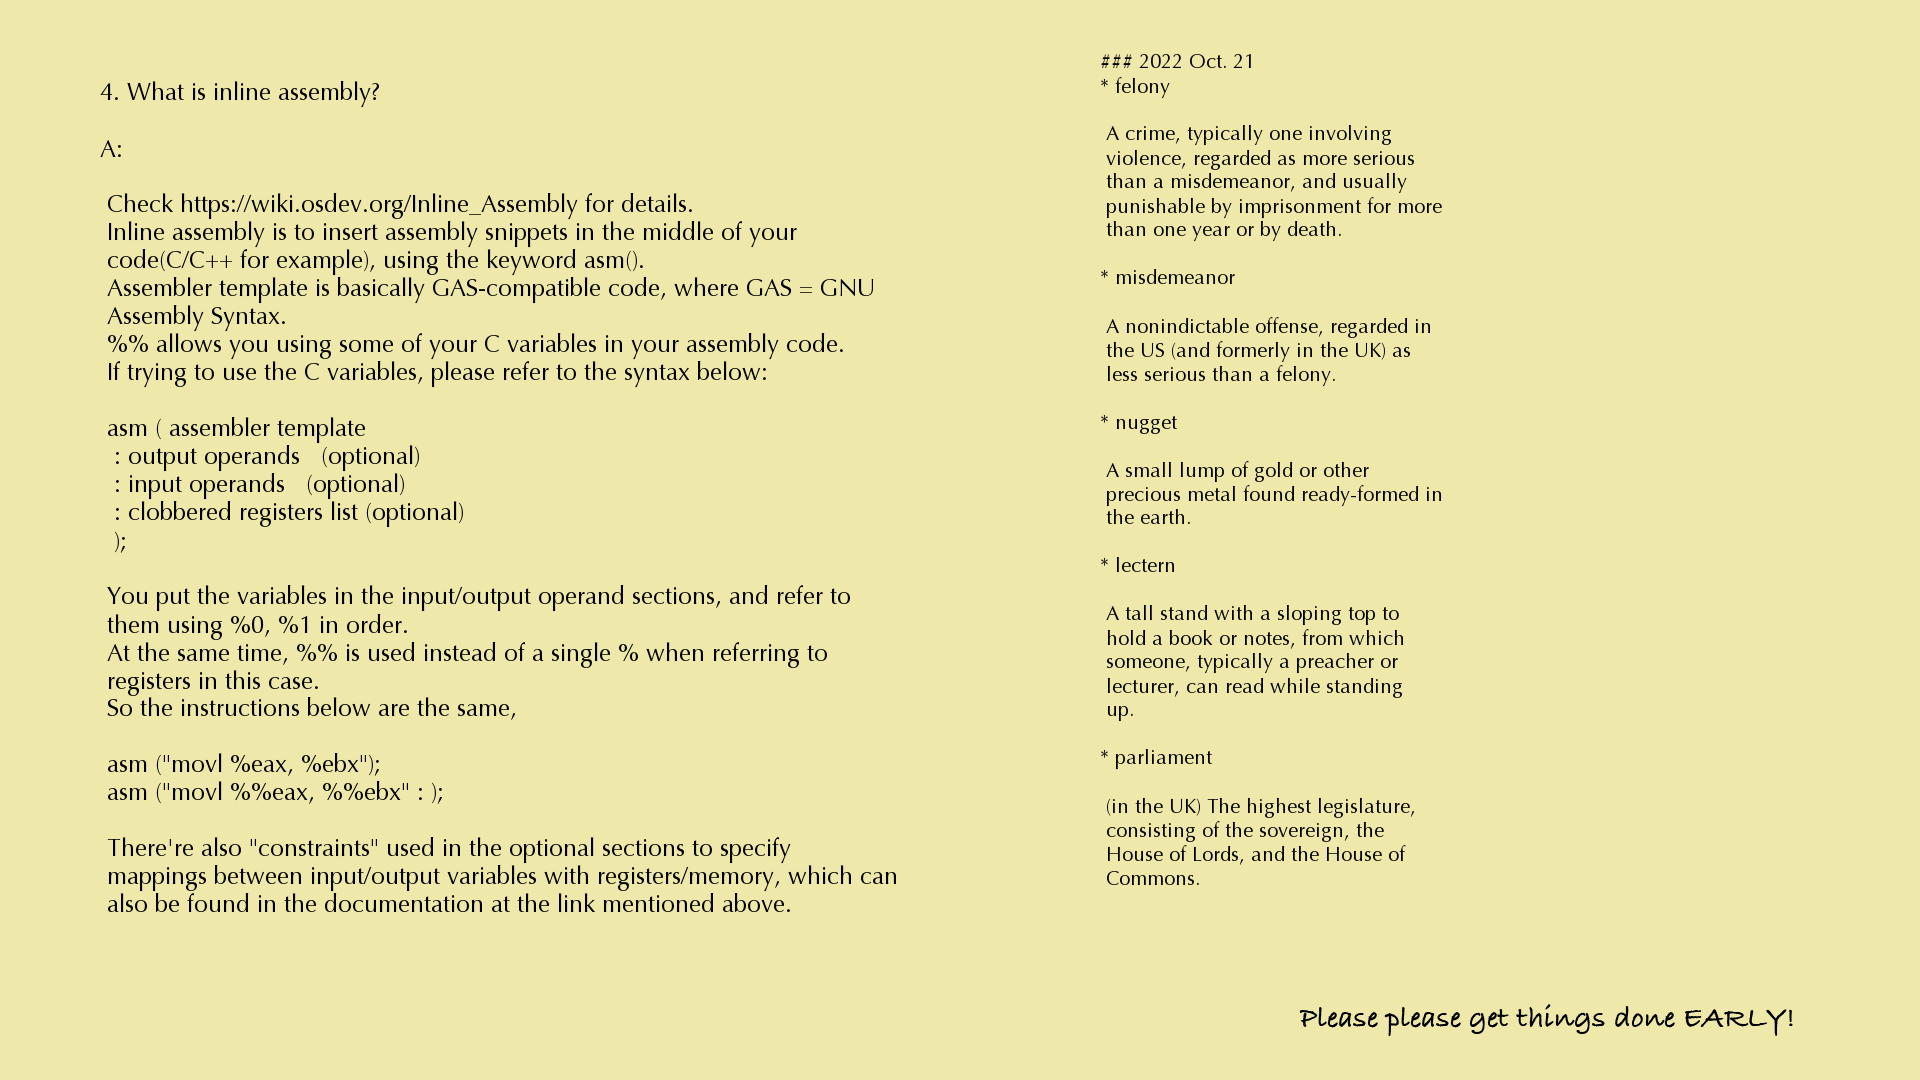 4. What is inline assembly?
A:
Check https://wiki.osdev.org/Inline_Assembly for details.
Inline assembly is to insert assembly snippets in the middle of your
code(C/C++ for example), using the keyword asm().
Assembler template is basically GAS-compatible code, where GAS = GNU
Assembly Syntax.
%% allows you using some of your C variables in your assembly code.
If trying to use the C variables, please refer to the syntax below:
asm ( assembler template
: output operands   (optional)
: input operands   (optional)
: clobbered registers list (optional)
);
You put the variables in the input/output operand sections, and refer to
them using %0, %1 in order.
At the same time, %% is used instead of a single % when referring to
registers in this case.
So the instructions below are the same,
asm ("movl %eax, %ebx");
asm ("movl %%eax, %%ebx" : );
There're also "constraints" used in the optional sections to specify
mappings between input/output variables with registers/memory, which can
also be found in the documentation at the link mentioned above.
### 2022 Oct. 21
* felony
A crime, typically one involving
violence, regarded as more serious
than a misdemeanor, and usually
punishable by imprisonment for more
than one year or by death.
* misdemeanor
A nonindictable offense, regarded in
the US (and formerly in the UK) as
less serious than a felony.
* nugget
A small lump of gold or other
precious metal found ready-formed in
the earth.
* lectern
A tall stand with a sloping top to
hold a book or notes, from which
someone, typically a preacher or
lecturer, can read while standing
up.
* parliament
(in the UK) The highest legislature,
consisting of the sovereign, the
House of Lords, and the House of
Commons.
Please please get things done EARLY!